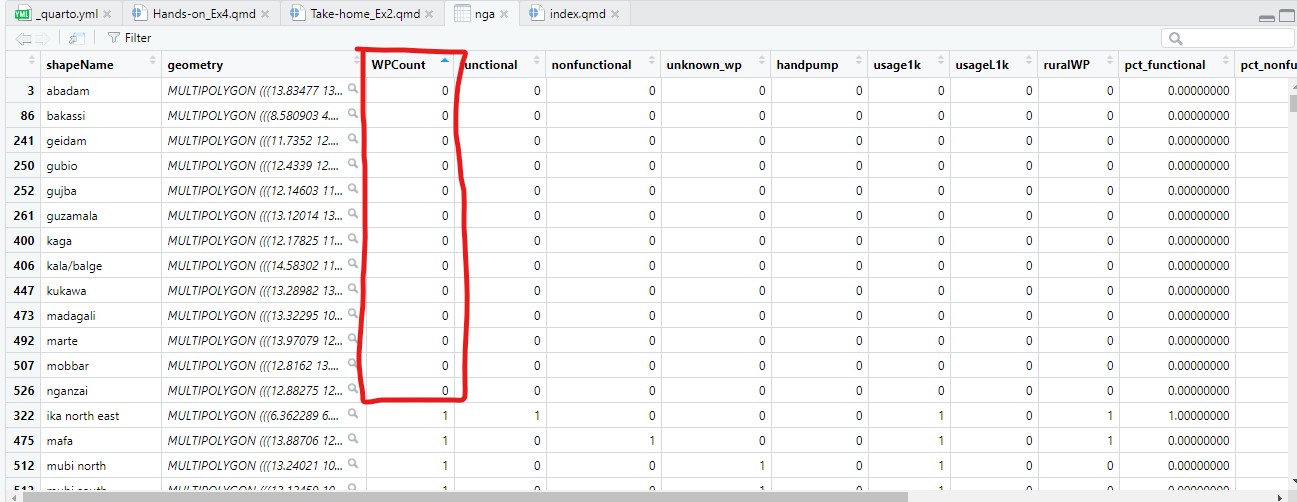 _quarto.yml × Hands-on_Ex4.qmd × Take-home_Ex2.qmd × nga × index.qmd ×
Filter
shapeName geometry WPCount unctional nonfunctional unknown_wp handpump usage1k usageL1k ruralWP pct_functional pct_nonfu
3 abadam MULTIPOLYGON (((13.83477 13... 0 0 0 0 0 0 0 0 0.00000000
86 bakassi MULTIPOLYGON (((8.580903 4.... 0 0 0 0 0 0 0 0 0.00000000
241 geidam MULTIPOLYGON (((11.7352 12.... 0 0 0 0 0 0 0 0 0.00000000
250 gubio MULTIPOLYGON (((12.4339 12.... 0 0 0 0 0 0 0 0 0.00000000
252 gujba MULTIPOLYGON (((12.14603 11... 0 0 0 0 0 0 0 0 0.00000000
261 guzamala MULTIPOLYGON (((13.12014 13... 0 0 0 0 0 0 0 0 0.00000000
400 kaga MULTIPOLYGON (((12.17825 11... 0 0 0 0 0 0 0 0 0.00000000
406 kala/balge MULTIPOLYGON (((14.58302 11... 0 0 0 0 0 0 0 0 0.00000000
447 kukawa MULTIPOLYGON (((13.28982 13... 0 0 0 0 0 0 0 0 0.00000000
473 madagali MULTIPOLYGON (((13.32295 10... 0 0 0 0 0 0 0 0 0.00000000
492 marte MULTIPOLYGON (((13.97079 12... 0 0 0 0 0 0 0 0 0.00000000
507 mobbar MULTIPOLYGON (((12.8162 13.... 0 0 0 0 0 0 0 0 0.00000000
526 nganzai MULTIPOLYGON (((12.88275 12... 0 0 0 0 0 0 0 0 0.00000000
322 ika north east MULTIPOLYGON (((6.362289 6.... 1 1 0 0 0 1 0 1 1.00000000
475 mafa MULTIPOLYGON (((13.88706 12... 1 0 1 0 0 1 0 1 0.00000000
512 mubi north MULTIPOLYGON (((13.24021 10... 1 0 0 1 0 1 0 0 0.00000000